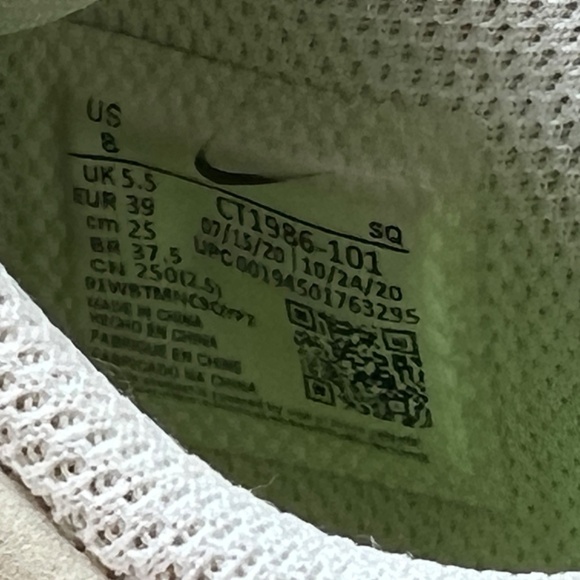 US
8
UK 5.5
EUR 39
cm 25
BR 37.5
CN 250(2.5)
CT1986-101
SQ
07/15/20 | 10/24/20
UPC 00194501763295
MADE IN CHINA
HECHO EN CHINA
FABRIQUÉ EN CHINE
FABRICADO NA CHINA